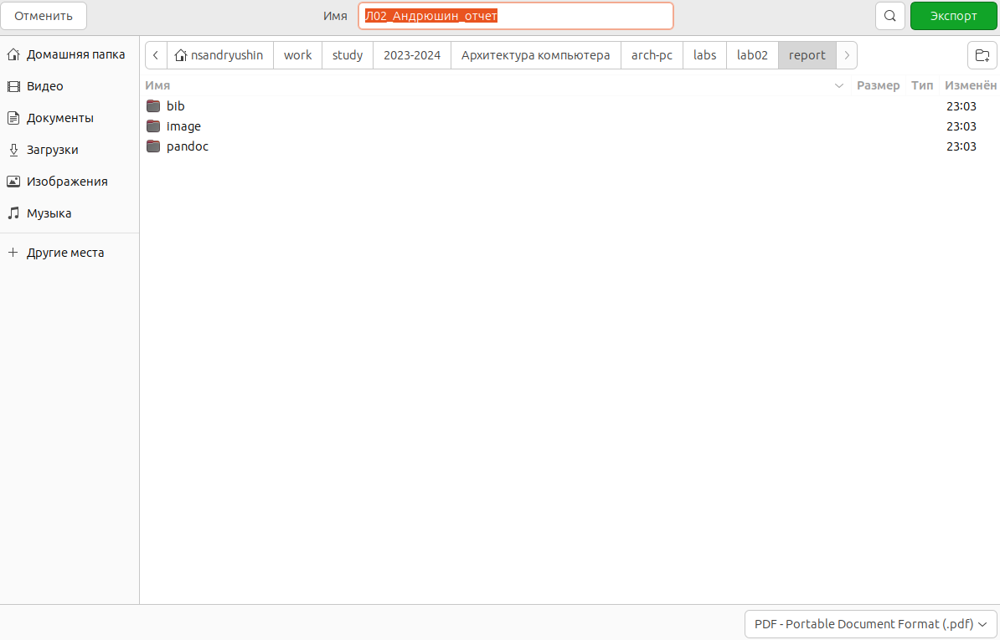 Отменить Имя Л02_Андрюшин_отчет Экспорт
Домашняя папка
Видео
Документы
Загрузки
Изображения
Музыка
Другие места
nsandryushin work study 2023-2024 Архитектура компьютера arch-pc labs lab02 report
Имя Размер Тип Изменён
bib 23:03
image 23:03
pandoc 23:03
PDF - Portable Document Format (.pdf)